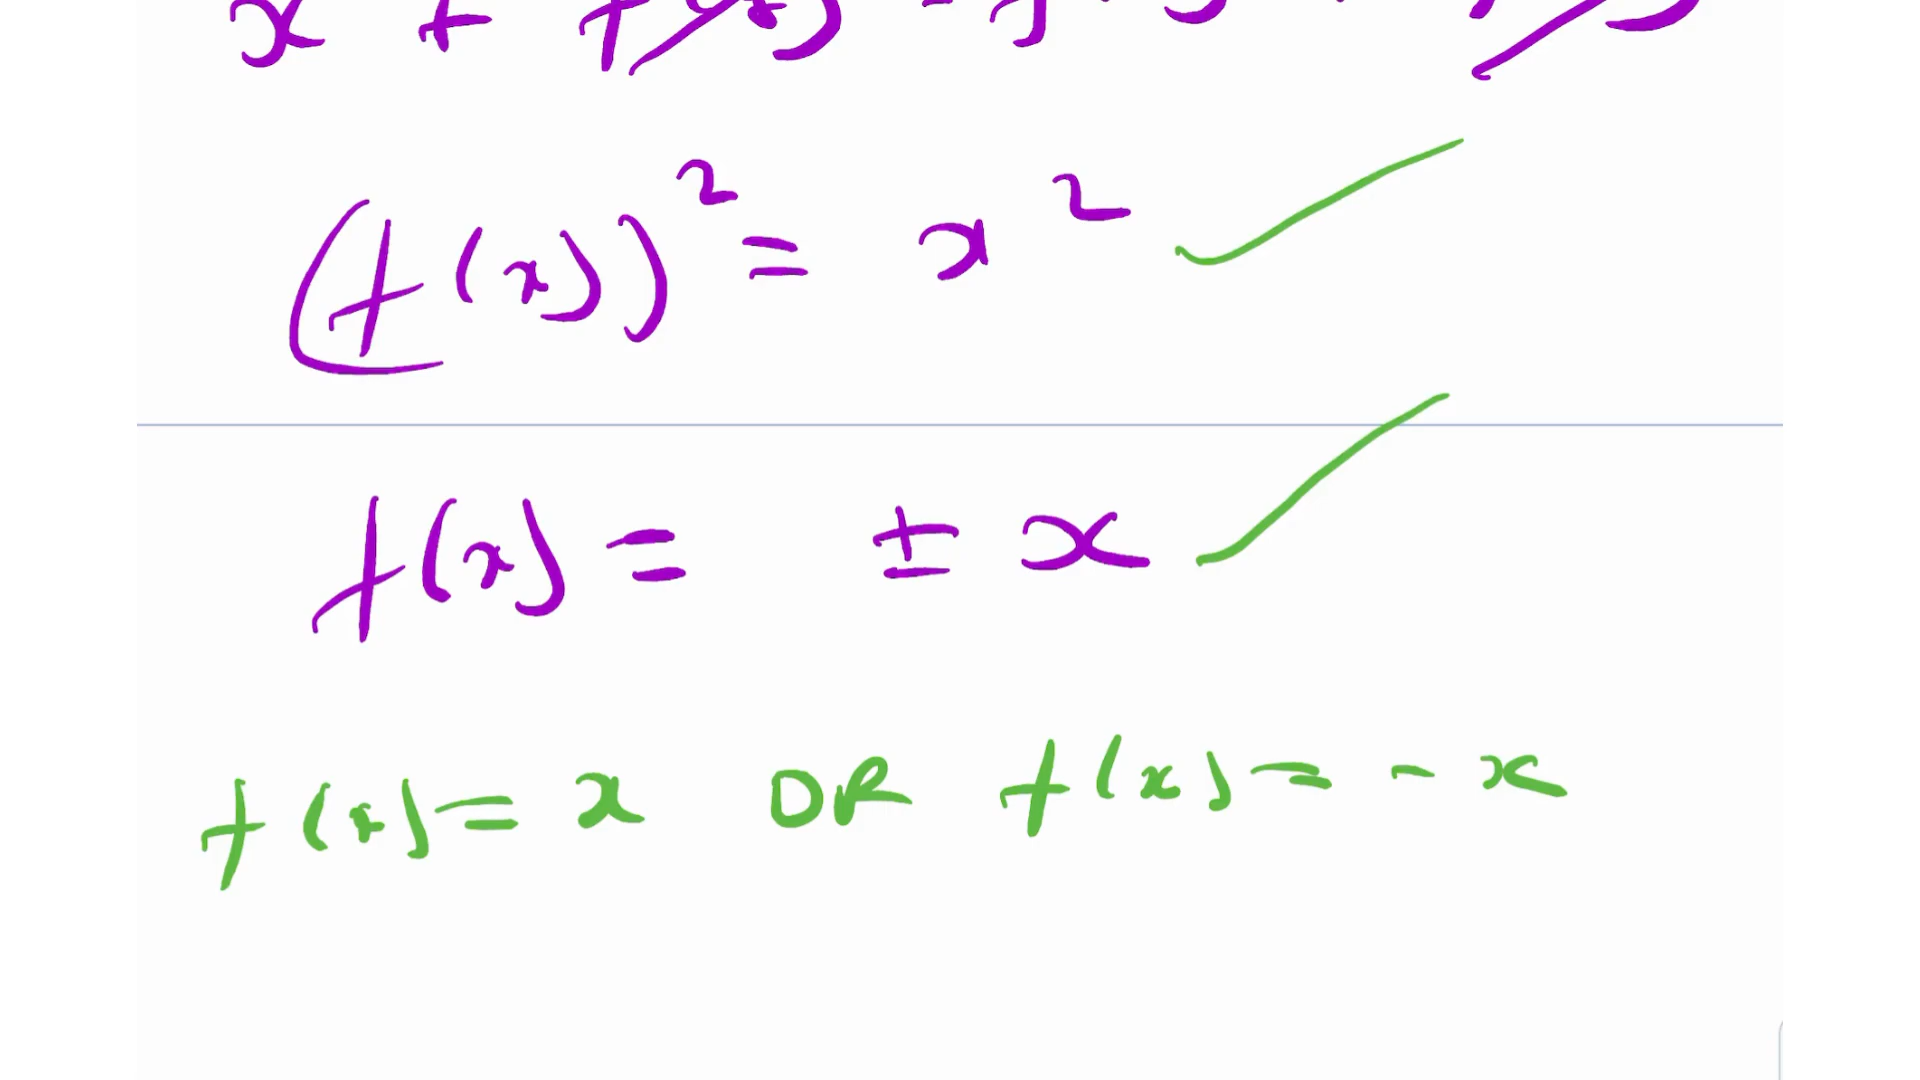 (f(x))² = x²
f(x) = ± x
f(x) = x OR f(x) = - x